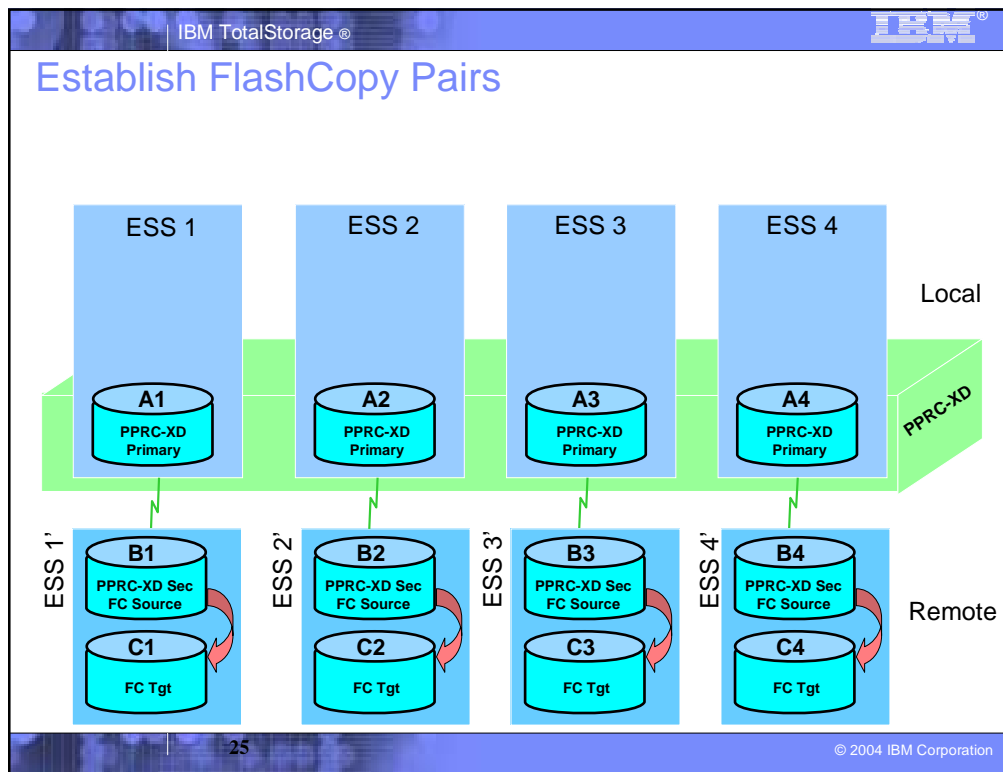 IBM TotalStorage ®
IBM®
Establish FlashCopy Pairs
ESS 1
ESS 2
ESS 3
ESS 4
Local
A1
PPRC-XD
Primary
A2
PPRC-XD
Primary
A3
PPRC-XD
Primary
A4
PPRC-XD
Primary
PPRC-XD
ESS 1’
B1
PPRC-XD Sec
FC Source
C1
FC Tgt
ESS 2’
B2
PPRC-XD Sec
FC Source
C2
FC Tgt
ESS 3’
B3
PPRC-XD Sec
FC Source
C3
FC Tgt
ESS 4’
B4
PPRC-XD Sec
FC Source
C4
FC Tgt
Remote
25
© 2004 IBM Corporation